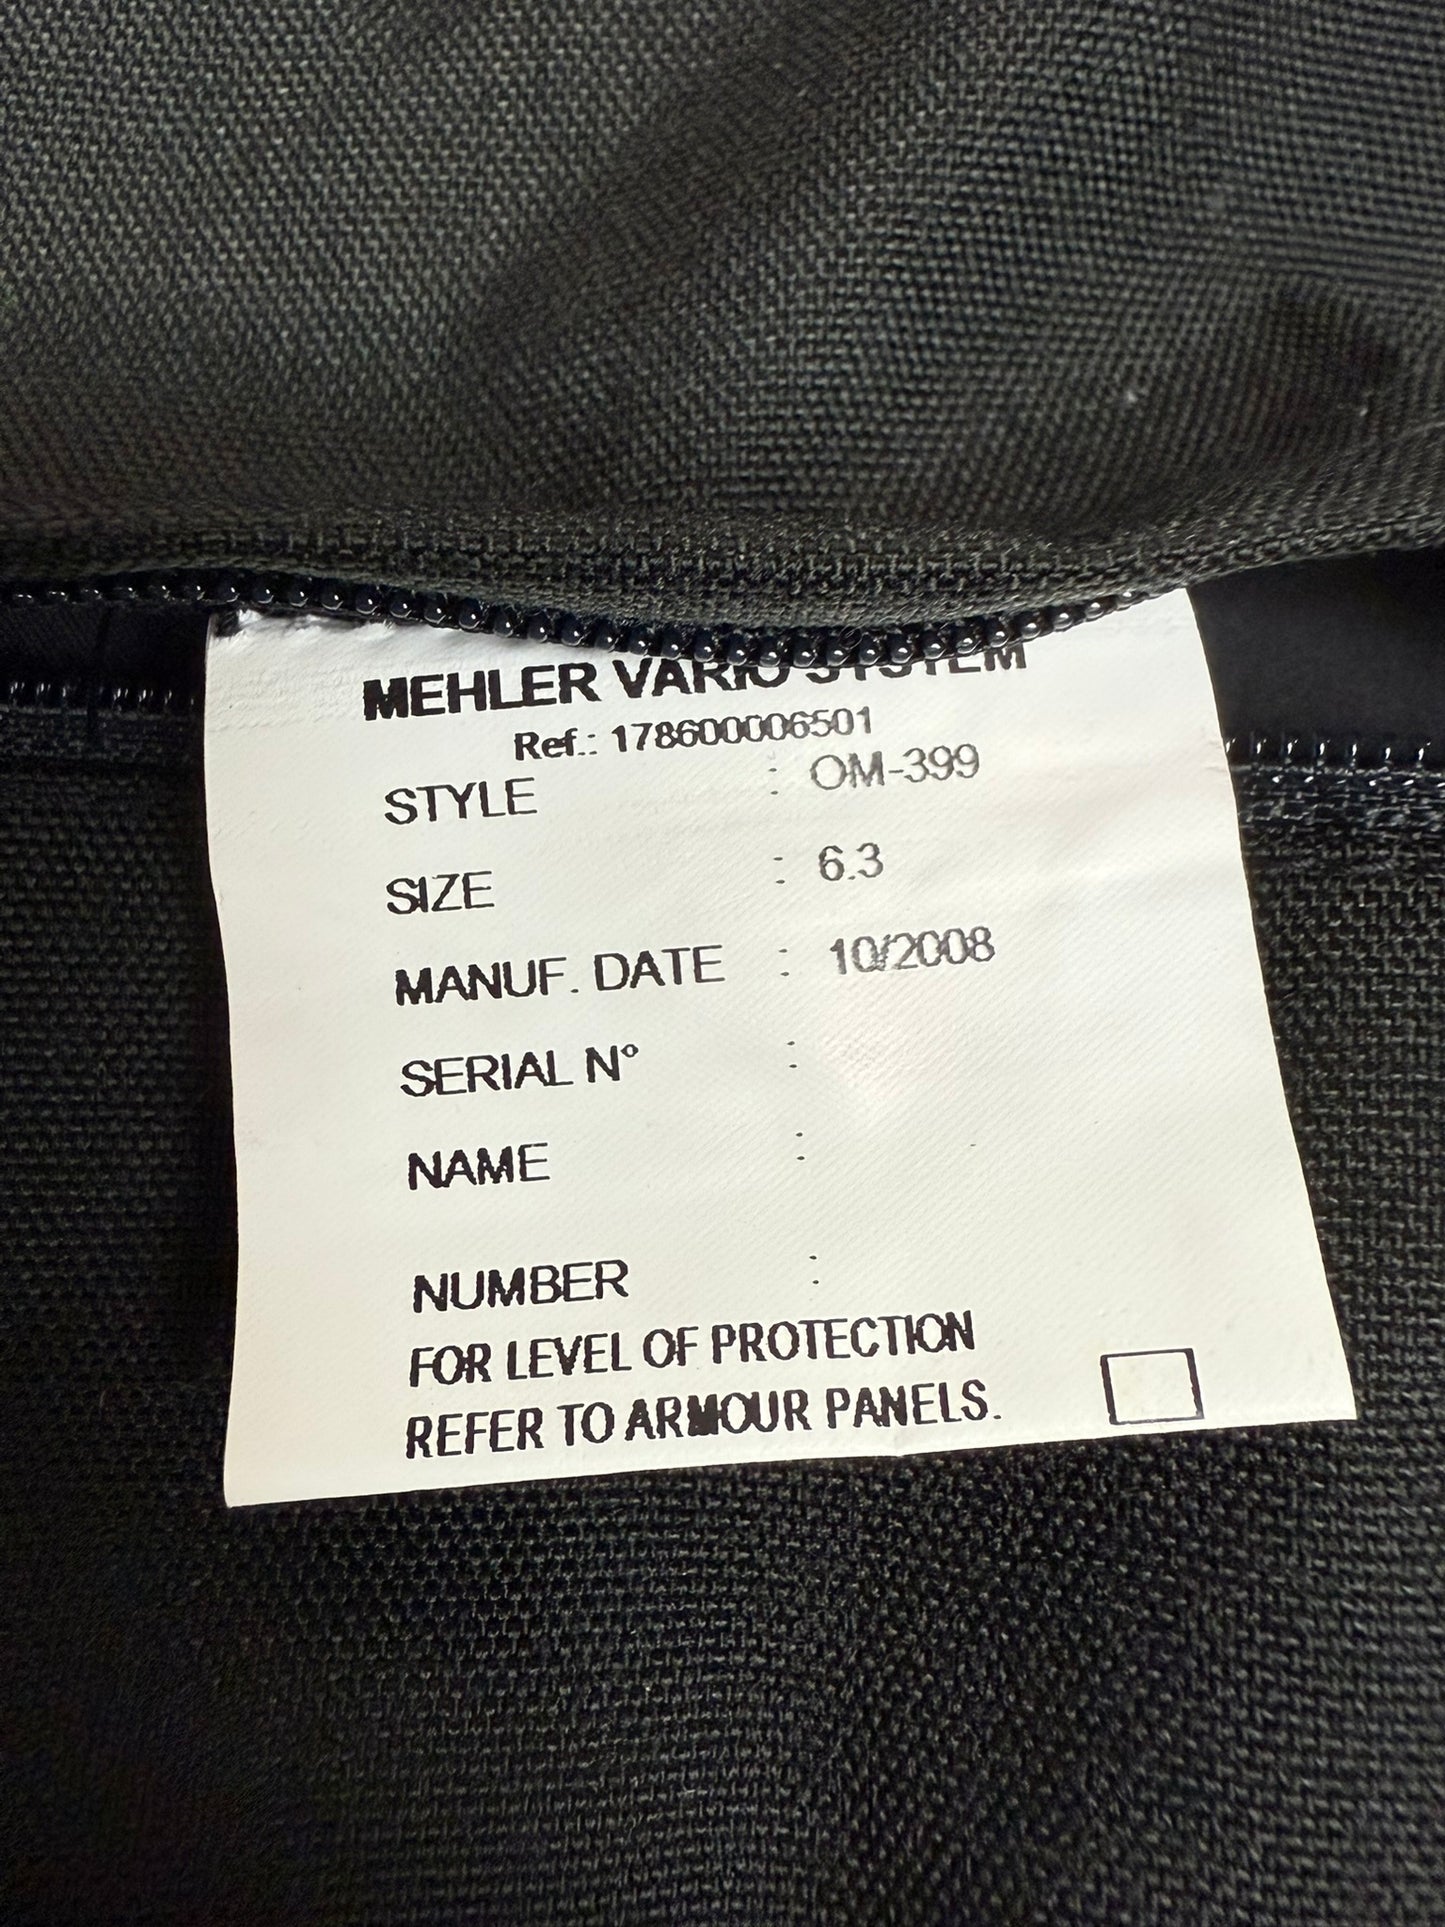 MEHLER VARIO SYSTEM
Ref.: 178600006501
STYLE : OM-399
SIZE : 6.3
MANUF. DATE : 10/2008
SERIAL Nº :
NAME :
NUMBER :
FOR LEVEL OF PROTECTION
REFER TO ARMOUR PANELS.